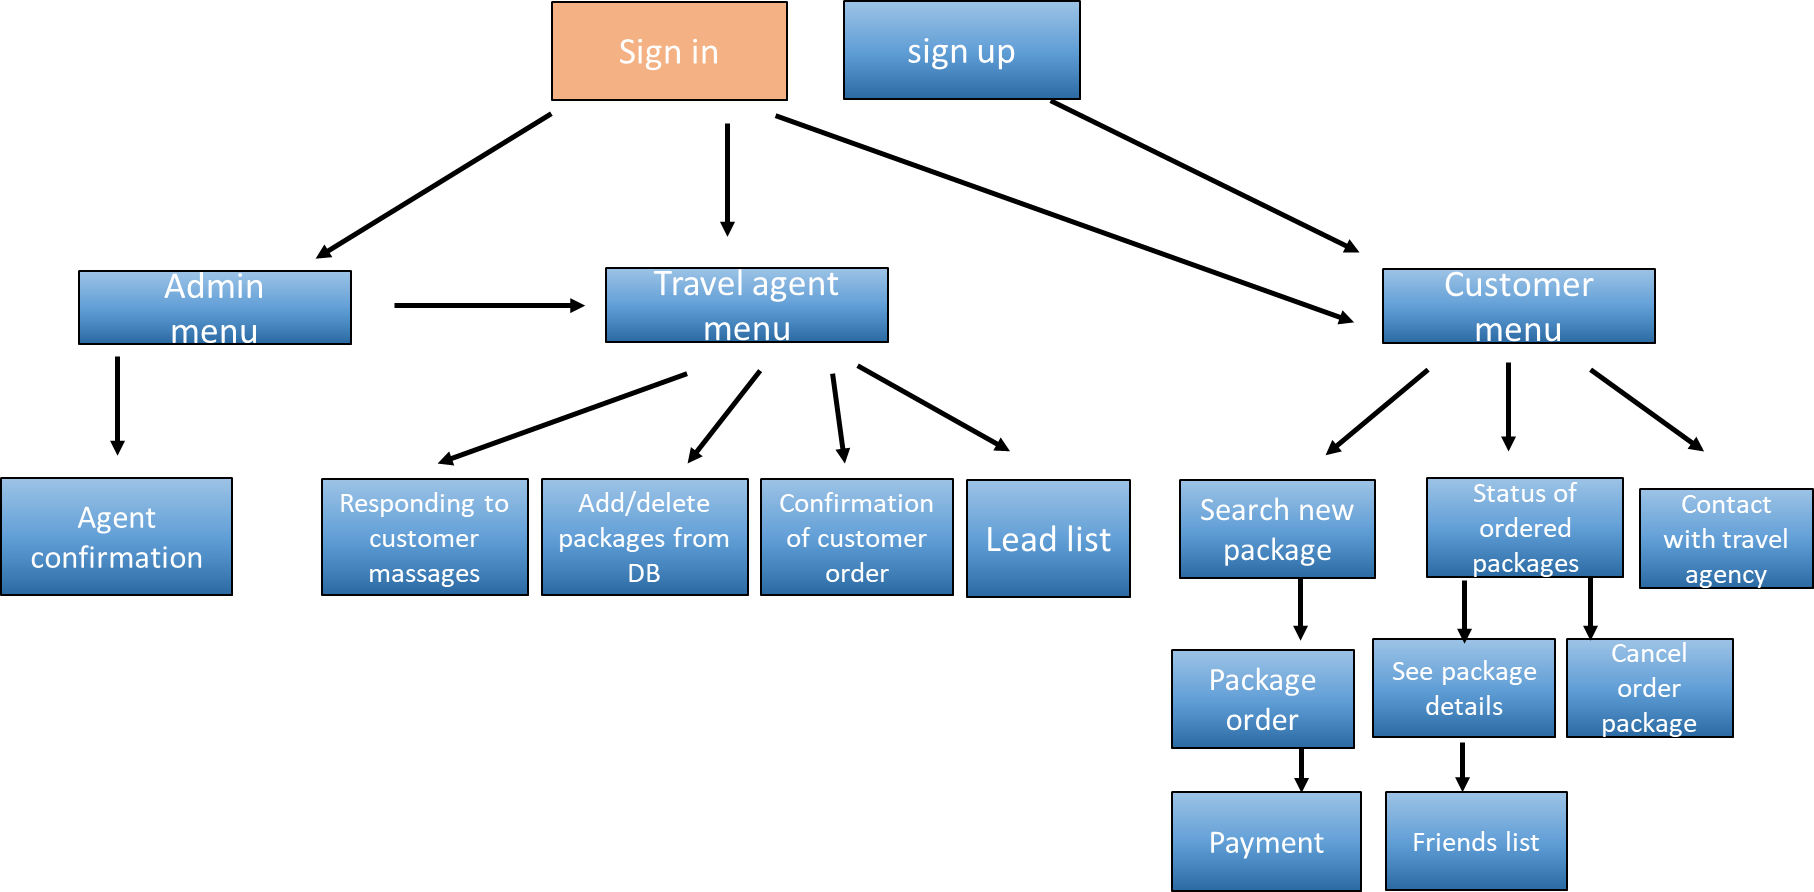 Sign in
sign up
Admin
menu
Travel agent
menu
Customer
menu
Agent
confirmation
Responding to
customer
massages
Add/delete
packages from
DB
Confirmation
of customer
order
Lead list
Search new
package
Status of
ordered
packages
Contact
with travel
agency
Package
order
See package
details
Cancel
order
package
Payment
Friends list